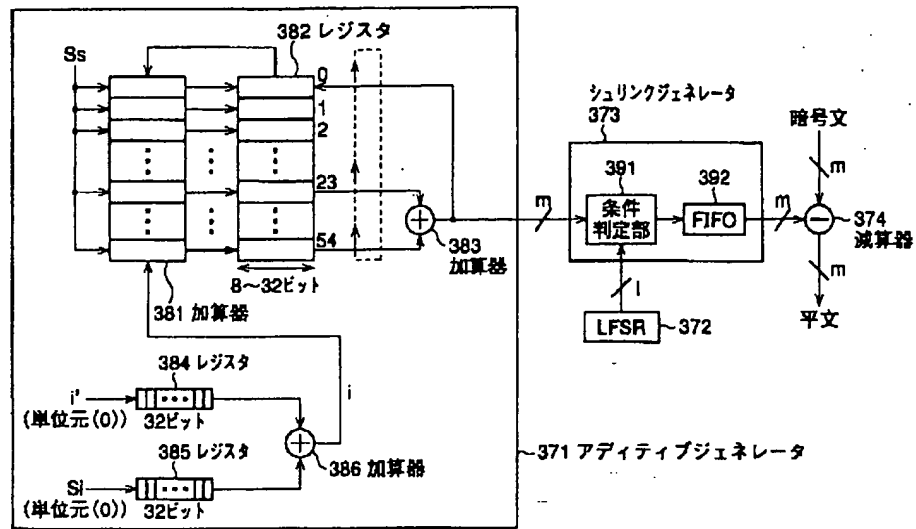 382 レジスタ
Ss
0
1
2
23
54
383
加算器
8～32ビット
381 加算器
シュリンクジェネレータ
373
391
条件
判定部
392
FIFO
暗号文
m
m
m
m
374
減算器
平文
l
LFSR
372
384 レジスタ
i'
(単位元(0))
32ビット
i
385 レジスタ
386 加算器
Si
(単位元(0))
32ビット
371 アディティブジェネレータ